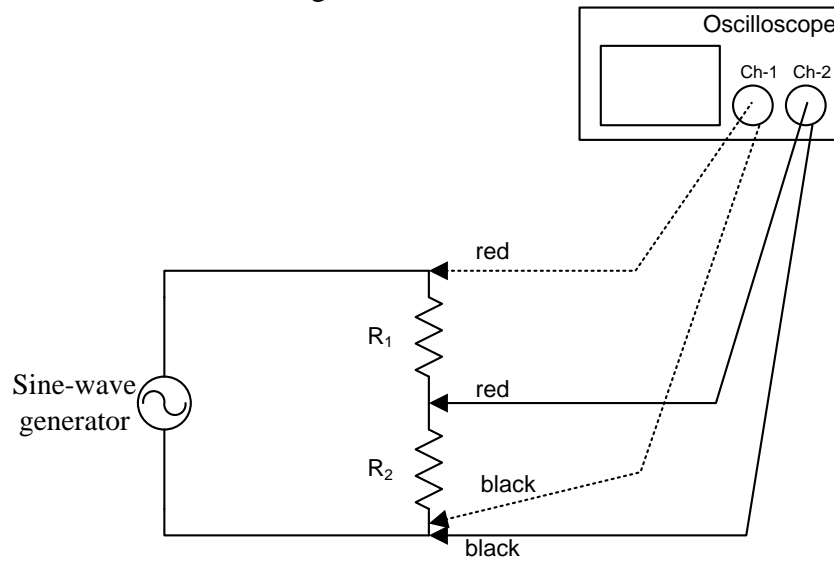 Oscilloscope
Ch-1 Ch-2
red
R₁
red
Sine-wave
generator
R₂
black
black